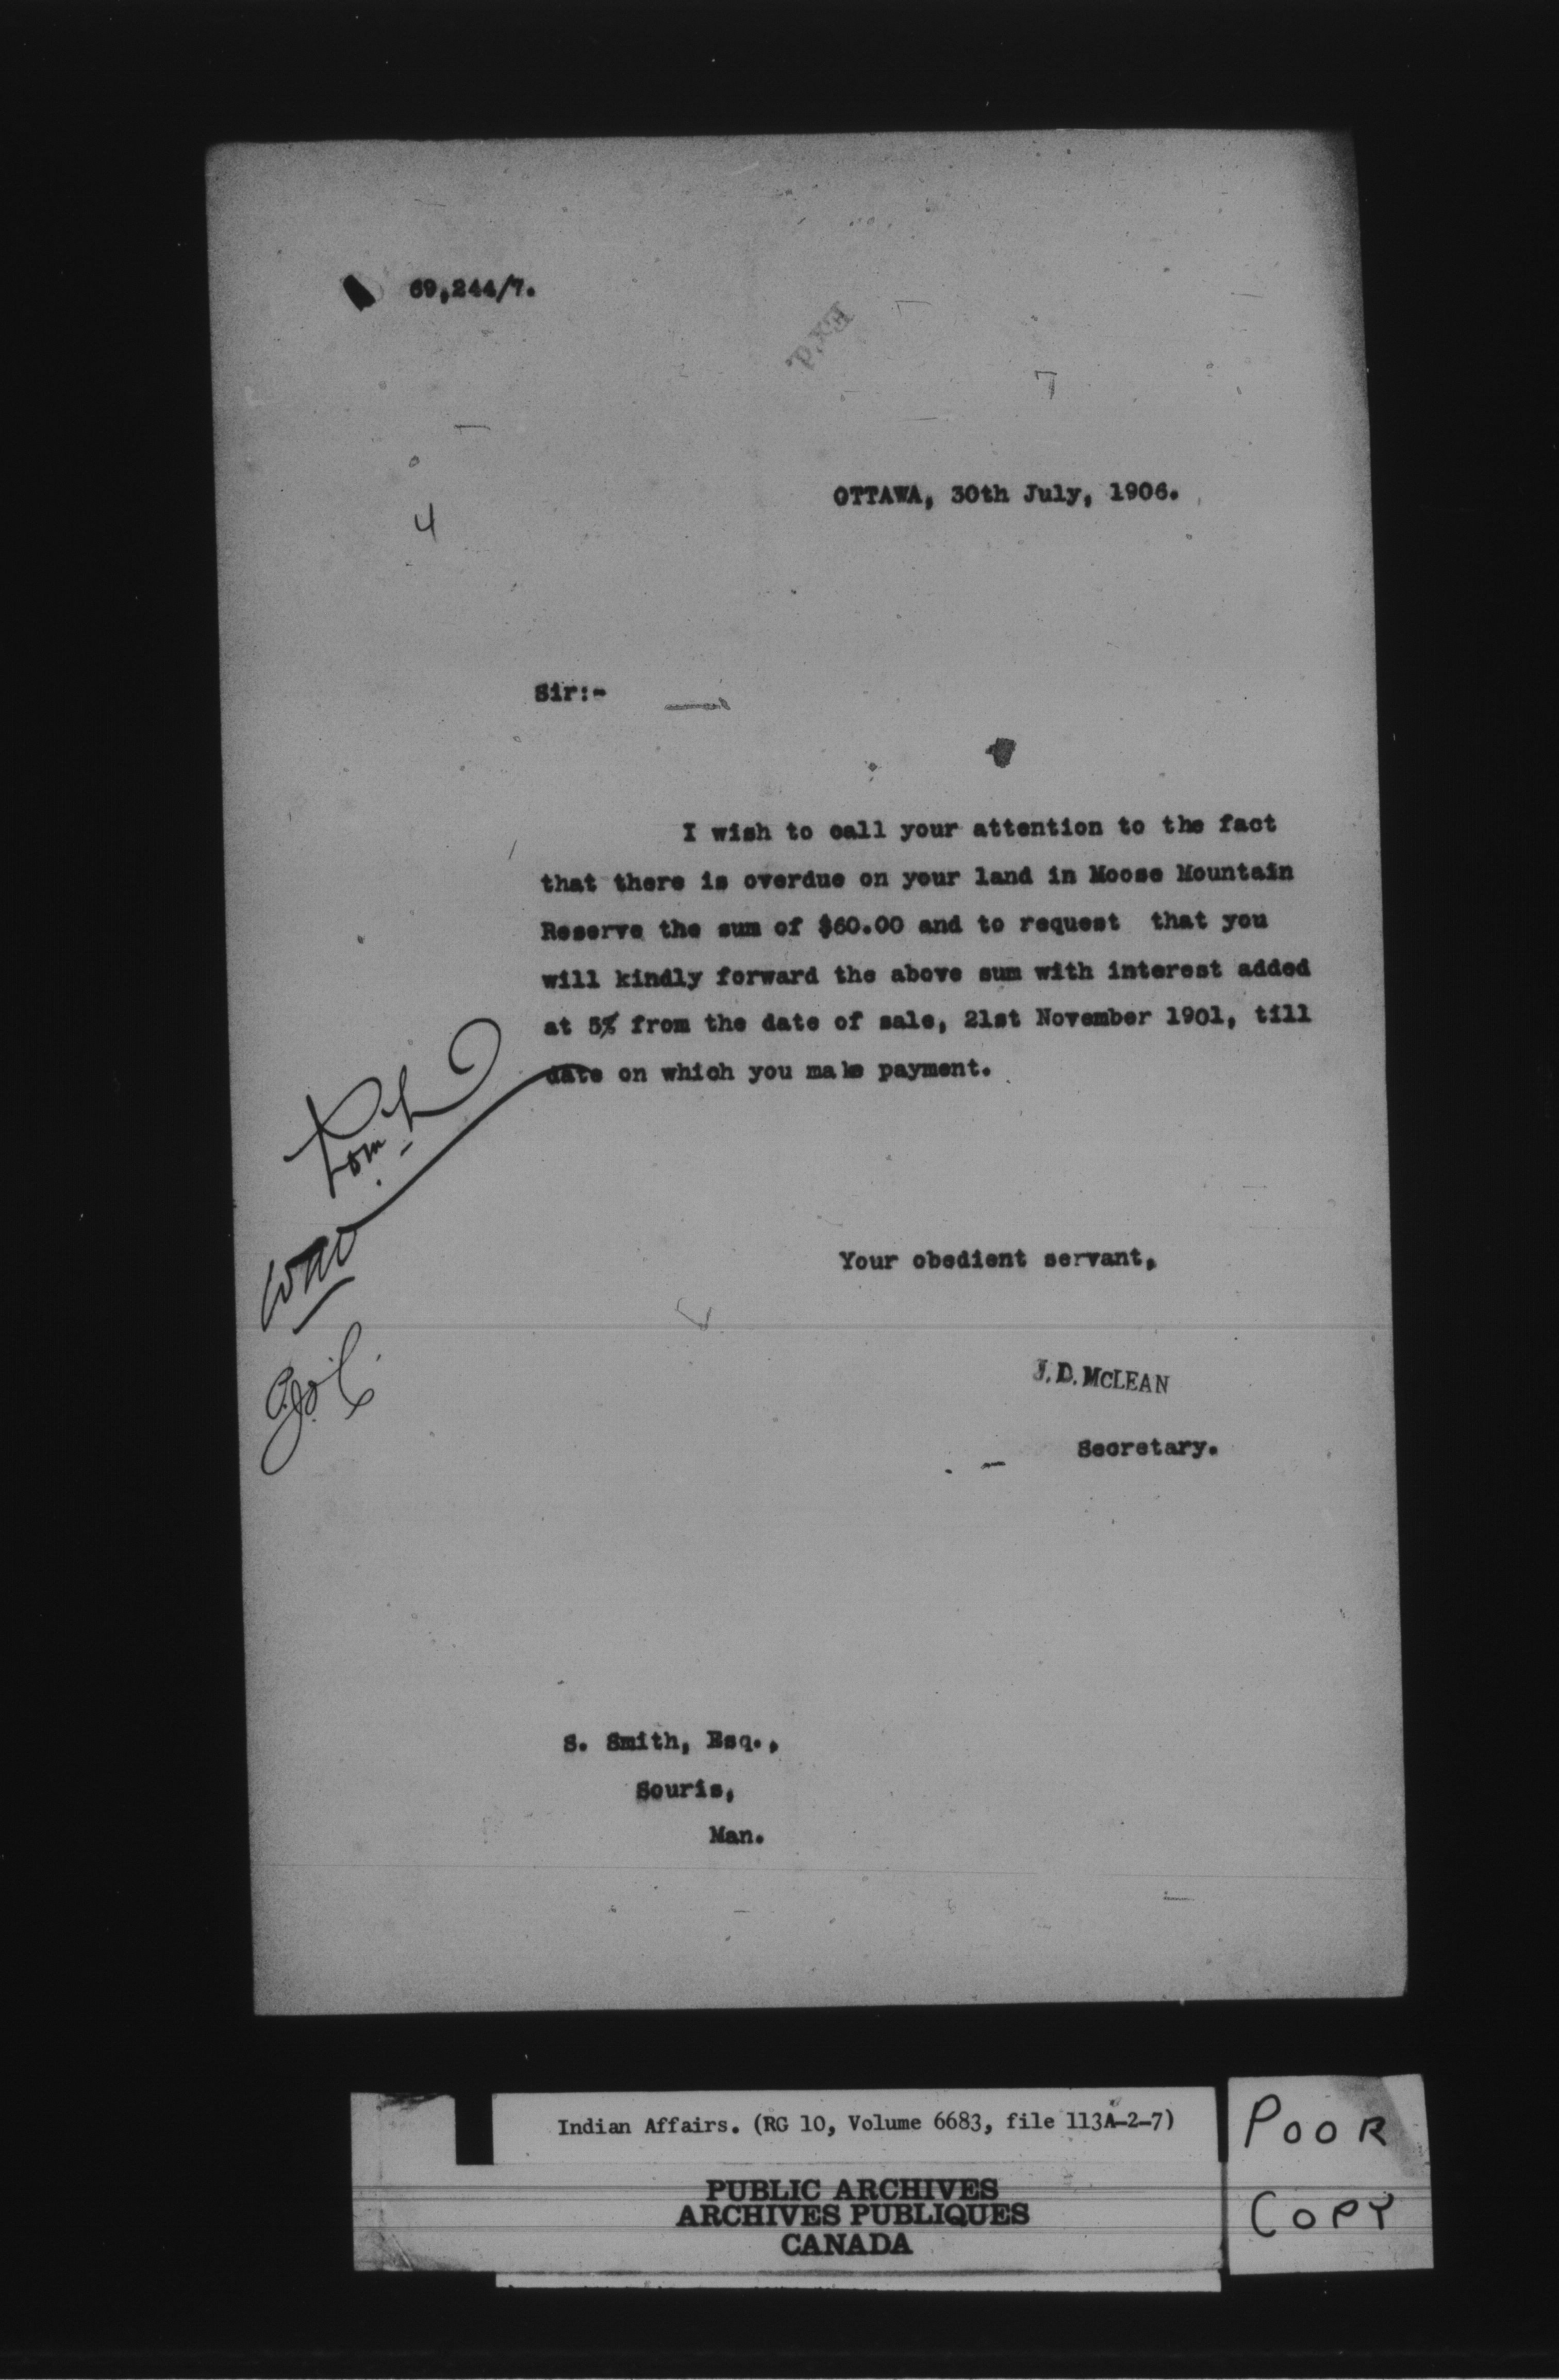 69,244/7.
Ex'd.
7
4
OTTAWA, 30th July, 1906.
Sir:-
I wish to call your attention to the fact
that there is overdue on your land in Moose Mountain
Reserve the sum of $60.00 and to request that you
will kindly forward the above sum with interest added
at 5% from the date of sale, 21st November 1901, till
date on which you make payment.
Your obedient servant,
J. D. MCLEAN
Secretary.
S. Smith, Esq.,
Souris,
Man.
Indian Affairs. (RG 10, Volume 6683, file 113A-2-7)
PUBLIC ARCHIVES
ARCHIVES PUBLIQUES
CANADA
POOR
COPY